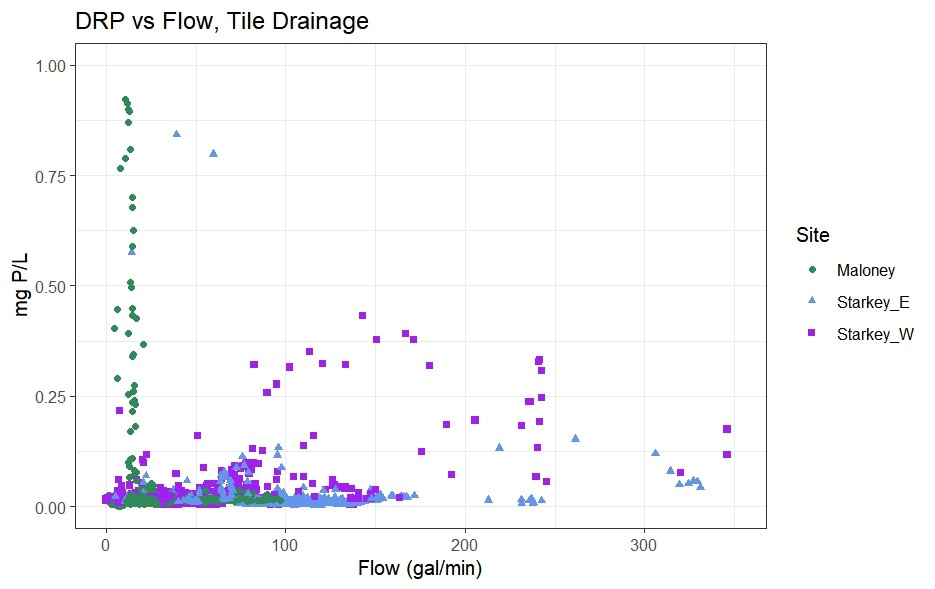 DRP vs Flow, Tile Drainage
1.00
0.75
0.50
0.25
0.00
mg P/L
0 100 200 300
Flow (gal/min)
Site
Maloney
Starkey_E
Starkey_W